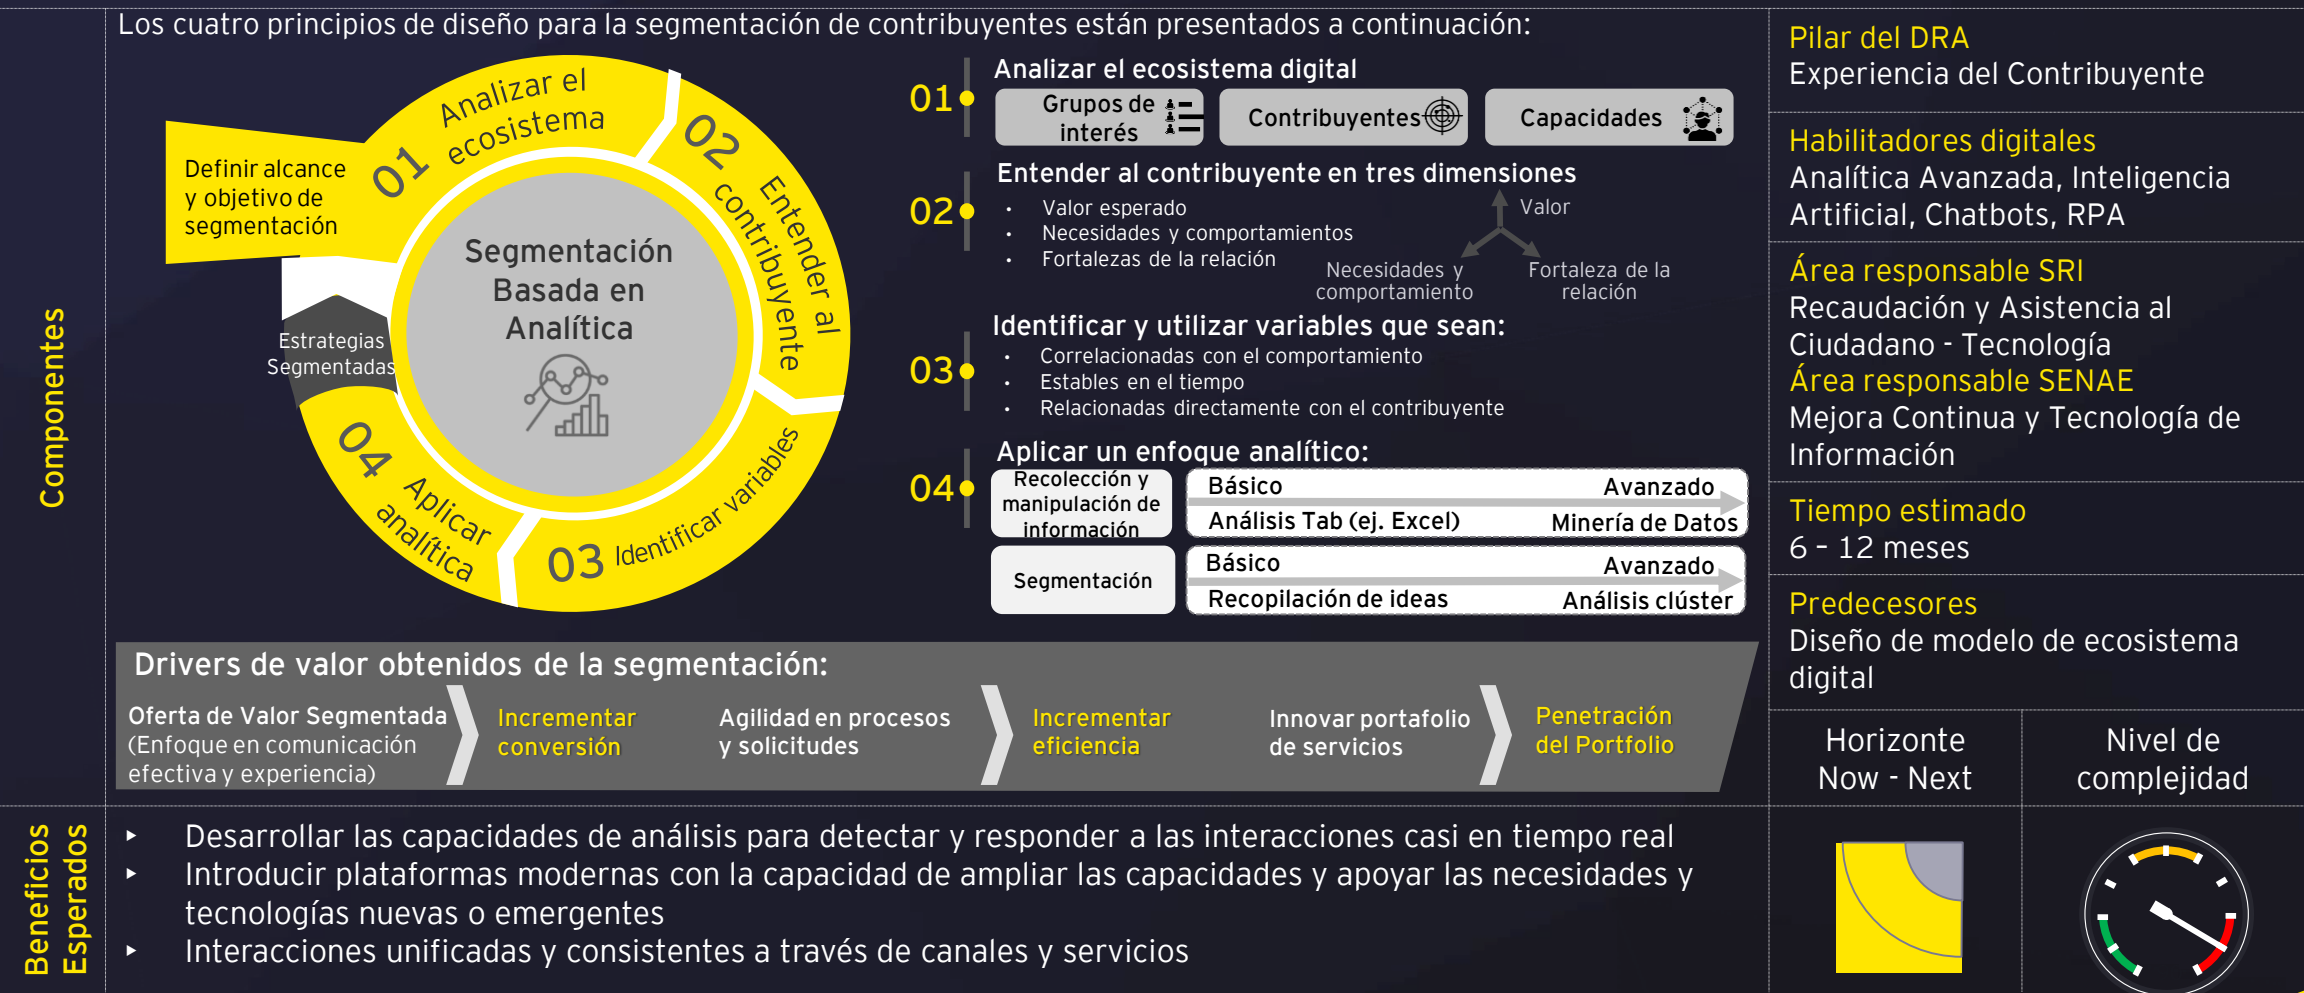 Los cuatro principios de diseño para la segmentación de contribuyentes están presentados a continuación:
Componentes
Definir alcance
y objetivo de
segmentación
01 Analizar el
ecosistema
02 Entender al
contribuyente
03 Identificar variables
04 Aplicar
analítica
Estrategias
Segmentadas
Segmentación
Basada en
Analítica
01
Analizar el ecosistema digital
Grupos de
interés
Contribuyentes
Capacidades
02
Entender al contribuyente en tres dimensiones
• Valor esperado
• Necesidades y comportamientos
• Fortalezas de la relación
Valor
Necesidades y
comportamiento
Fortaleza de la
relación
03
Identificar y utilizar variables que sean:
• Correlacionadas con el comportamiento
• Estables en el tiempo
• Relacionadas directamente con el contribuyente
04
Aplicar un enfoque analítico:
Recolección y
manipulación de
información
Básico Avanzado
Análisis Tab (ej. Excel) Minería de Datos
Segmentación
Básico Avanzado
Recopilación de ideas Análisis clúster
Drivers de valor obtenidos de la segmentación:
Oferta de Valor Segmentada
(Enfoque en comunicación
efectiva y experiencia)
Incrementar
conversión
Agilidad en procesos
y solicitudes
Incrementar
eficiencia
Innovar portafolio
de servicios
Penetración
del Portfolio
Beneficios
Esperados
‣ Desarrollar las capacidades de análisis para detectar y responder a las interacciones casi en tiempo real
‣ Introducir plataformas modernas con la capacidad de ampliar las capacidades y apoyar las necesidades y
tecnologías nuevas o emergentes
‣ Interacciones unificadas y consistentes a través de canales y servicios
Pilar del DRA
Experiencia del Contribuyente
Habilitadores digitales
Analítica Avanzada, Inteligencia
Artificial, Chatbots, RPA
Área responsable SRI
Recaudación y Asistencia al
Ciudadano - Tecnología
Área responsable SENAE
Mejora Continua y Tecnología de
Información
Tiempo estimado
6 – 12 meses
Predecesores
Diseño de modelo de ecosistema
digital
Horizonte
Now - Next
Nivel de
complejidad